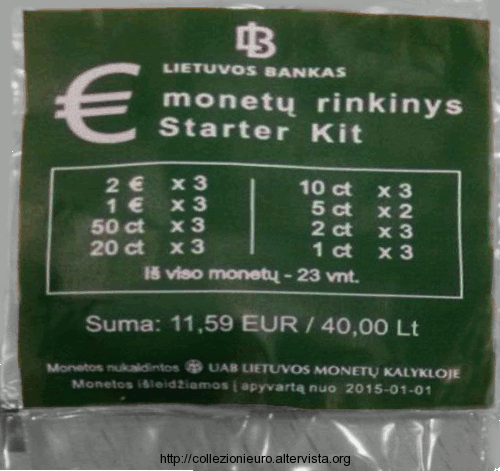 LB
LIETUVOS BANKAS
€ monetų rinkinys
Starter Kit
2 € x 3
1 € x 3
50 ct x 3
20 ct x 3
10 ct x 3
5 ct x 2
2 ct x 3
1 ct x 3
Iš viso monetų - 23 vnt.
Suma: 11,59 EUR / 40,00 Lt
Monetos nukaldintos UAB LIETUVOS MONETŲ KALYKLOJE
Monetos išleidžiamos į apyvartą nuo 2015-01-01
http://collezionieuro.altervista.org